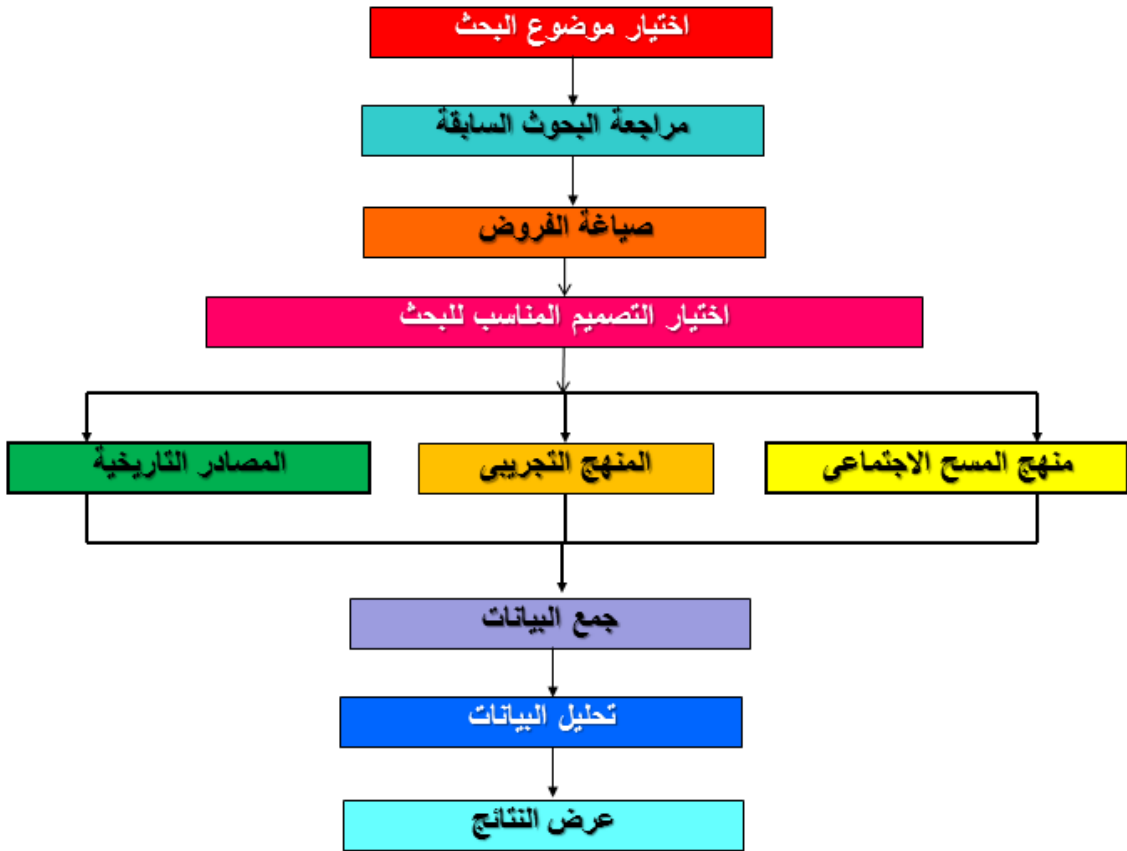 اختيار موضوع البحث
مراجعة البحوث السابقة
صياغة الفروض
اختيار التصميم المناسب للبحث
منهج المسح الاجتماعى
المنهج التجريبى
المصادر التاريخية
جمع البيانات
تحليل البيانات
عرض النتائج